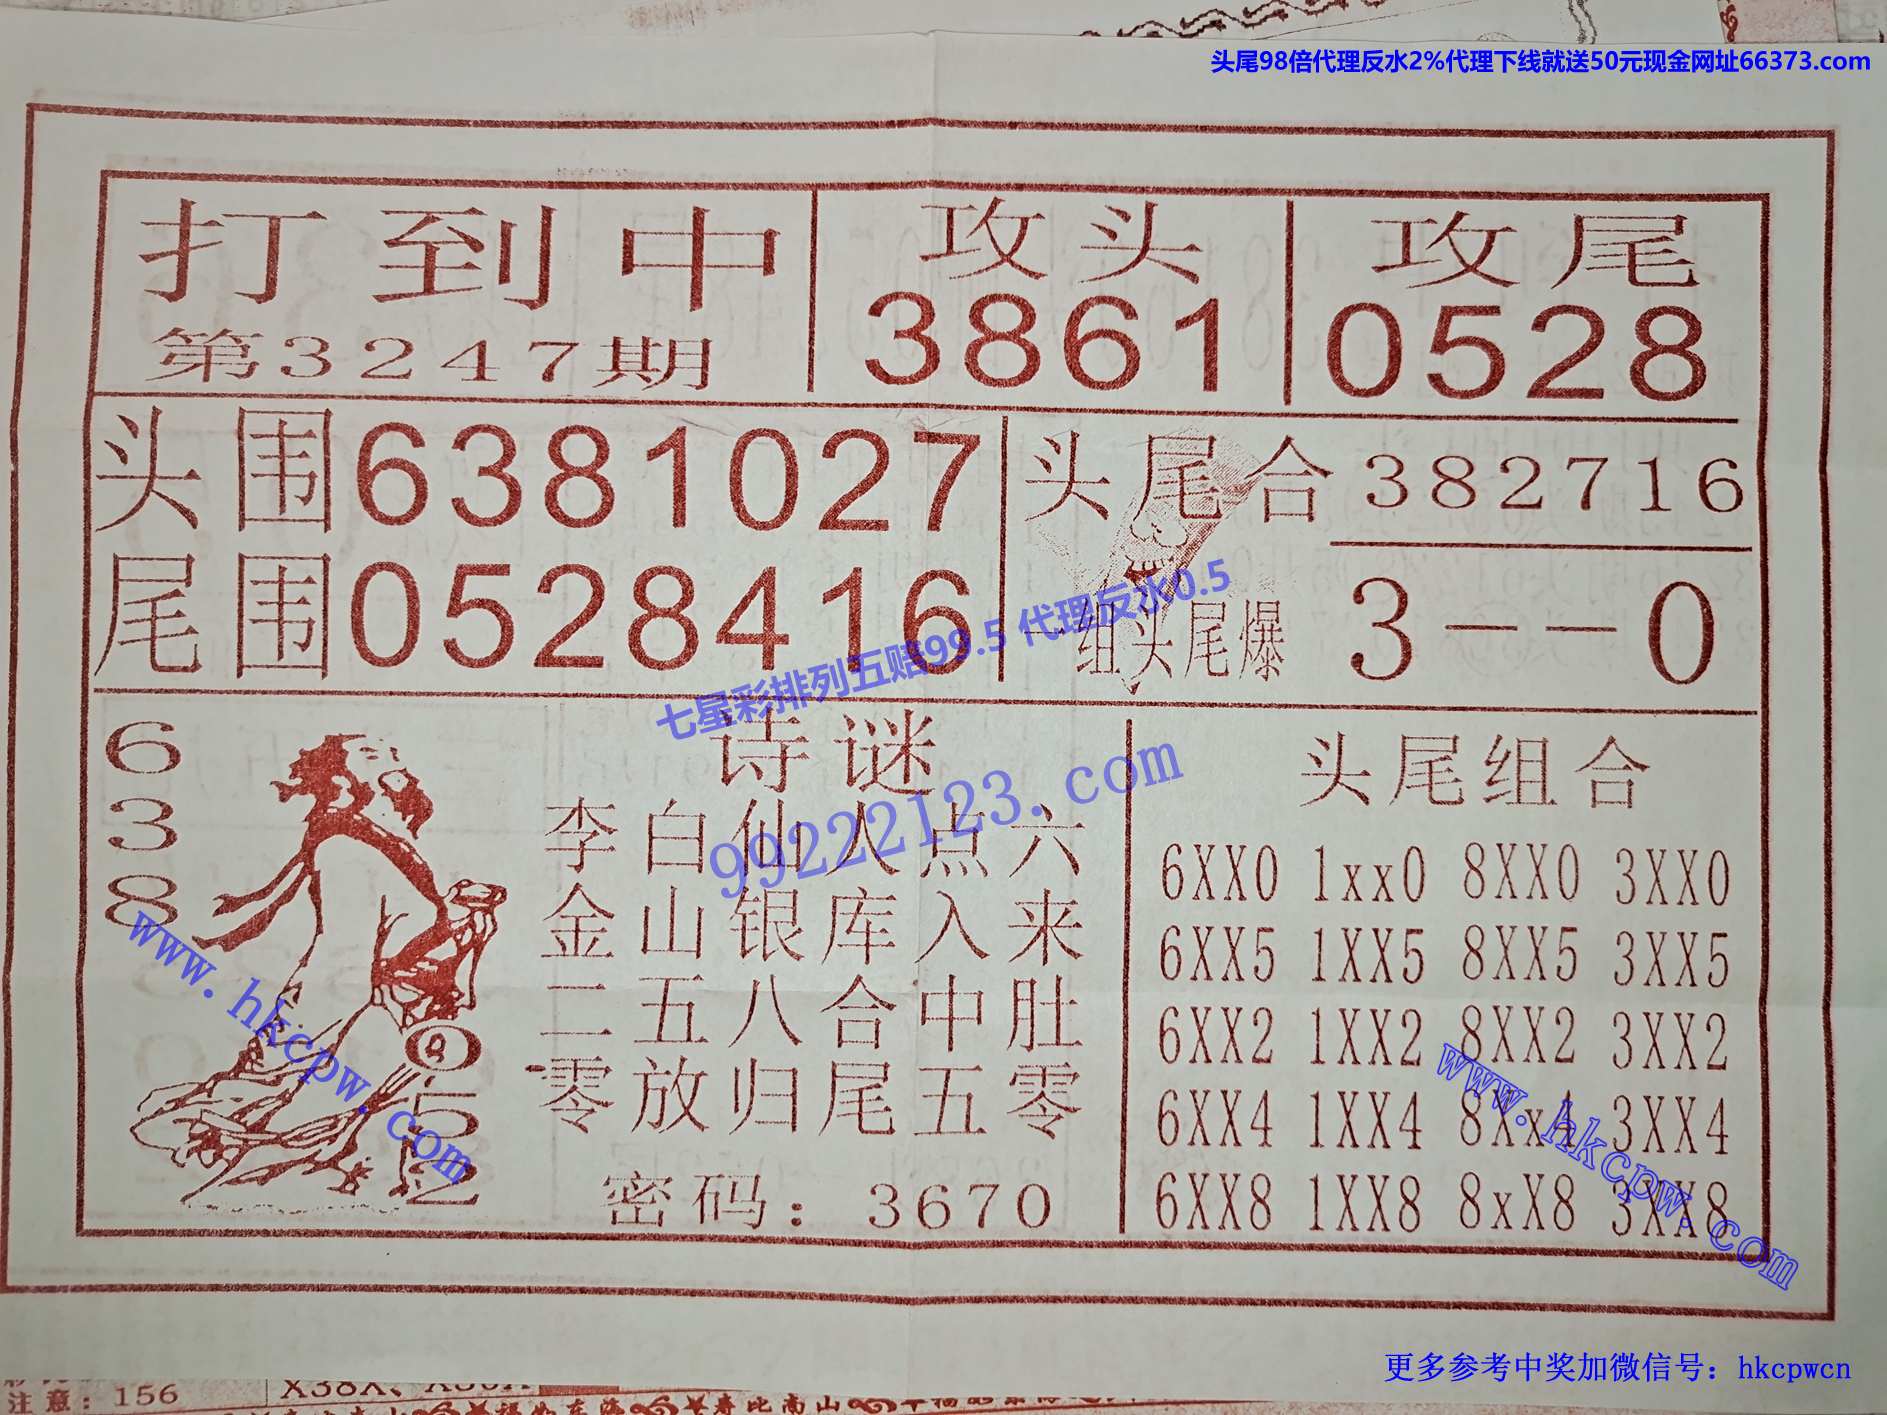 头尾98倍代理反水2%代理下线就送50元现金网址66373.com
打到中
第3247期
攻头
3861
攻尾
0528
头围6381027
尾围0528416
头尾合 382716
一组头尾爆 3--0
七星彩排列五赔99.5 代理反水0.5
99222123.com
6
3
8
0
5
2
www.hkcpw.com
诗谜
李白仙人点六
金山银库入来
二五八合中肚
零放归尾五零
密码：3670
头尾组合
6XX0 1xx0 8XX0 3XX0
6XX5 1XX5 8XX5 3XX5
6XX2 1XX2 8XX2 3XX2
6XX4 1XX4 8Xx4 3XX4
6XX8 1XX8 8xX8 3XX8
www.hkcpw.com
更多参考中奖加微信号：hkcpwcn
注意：156